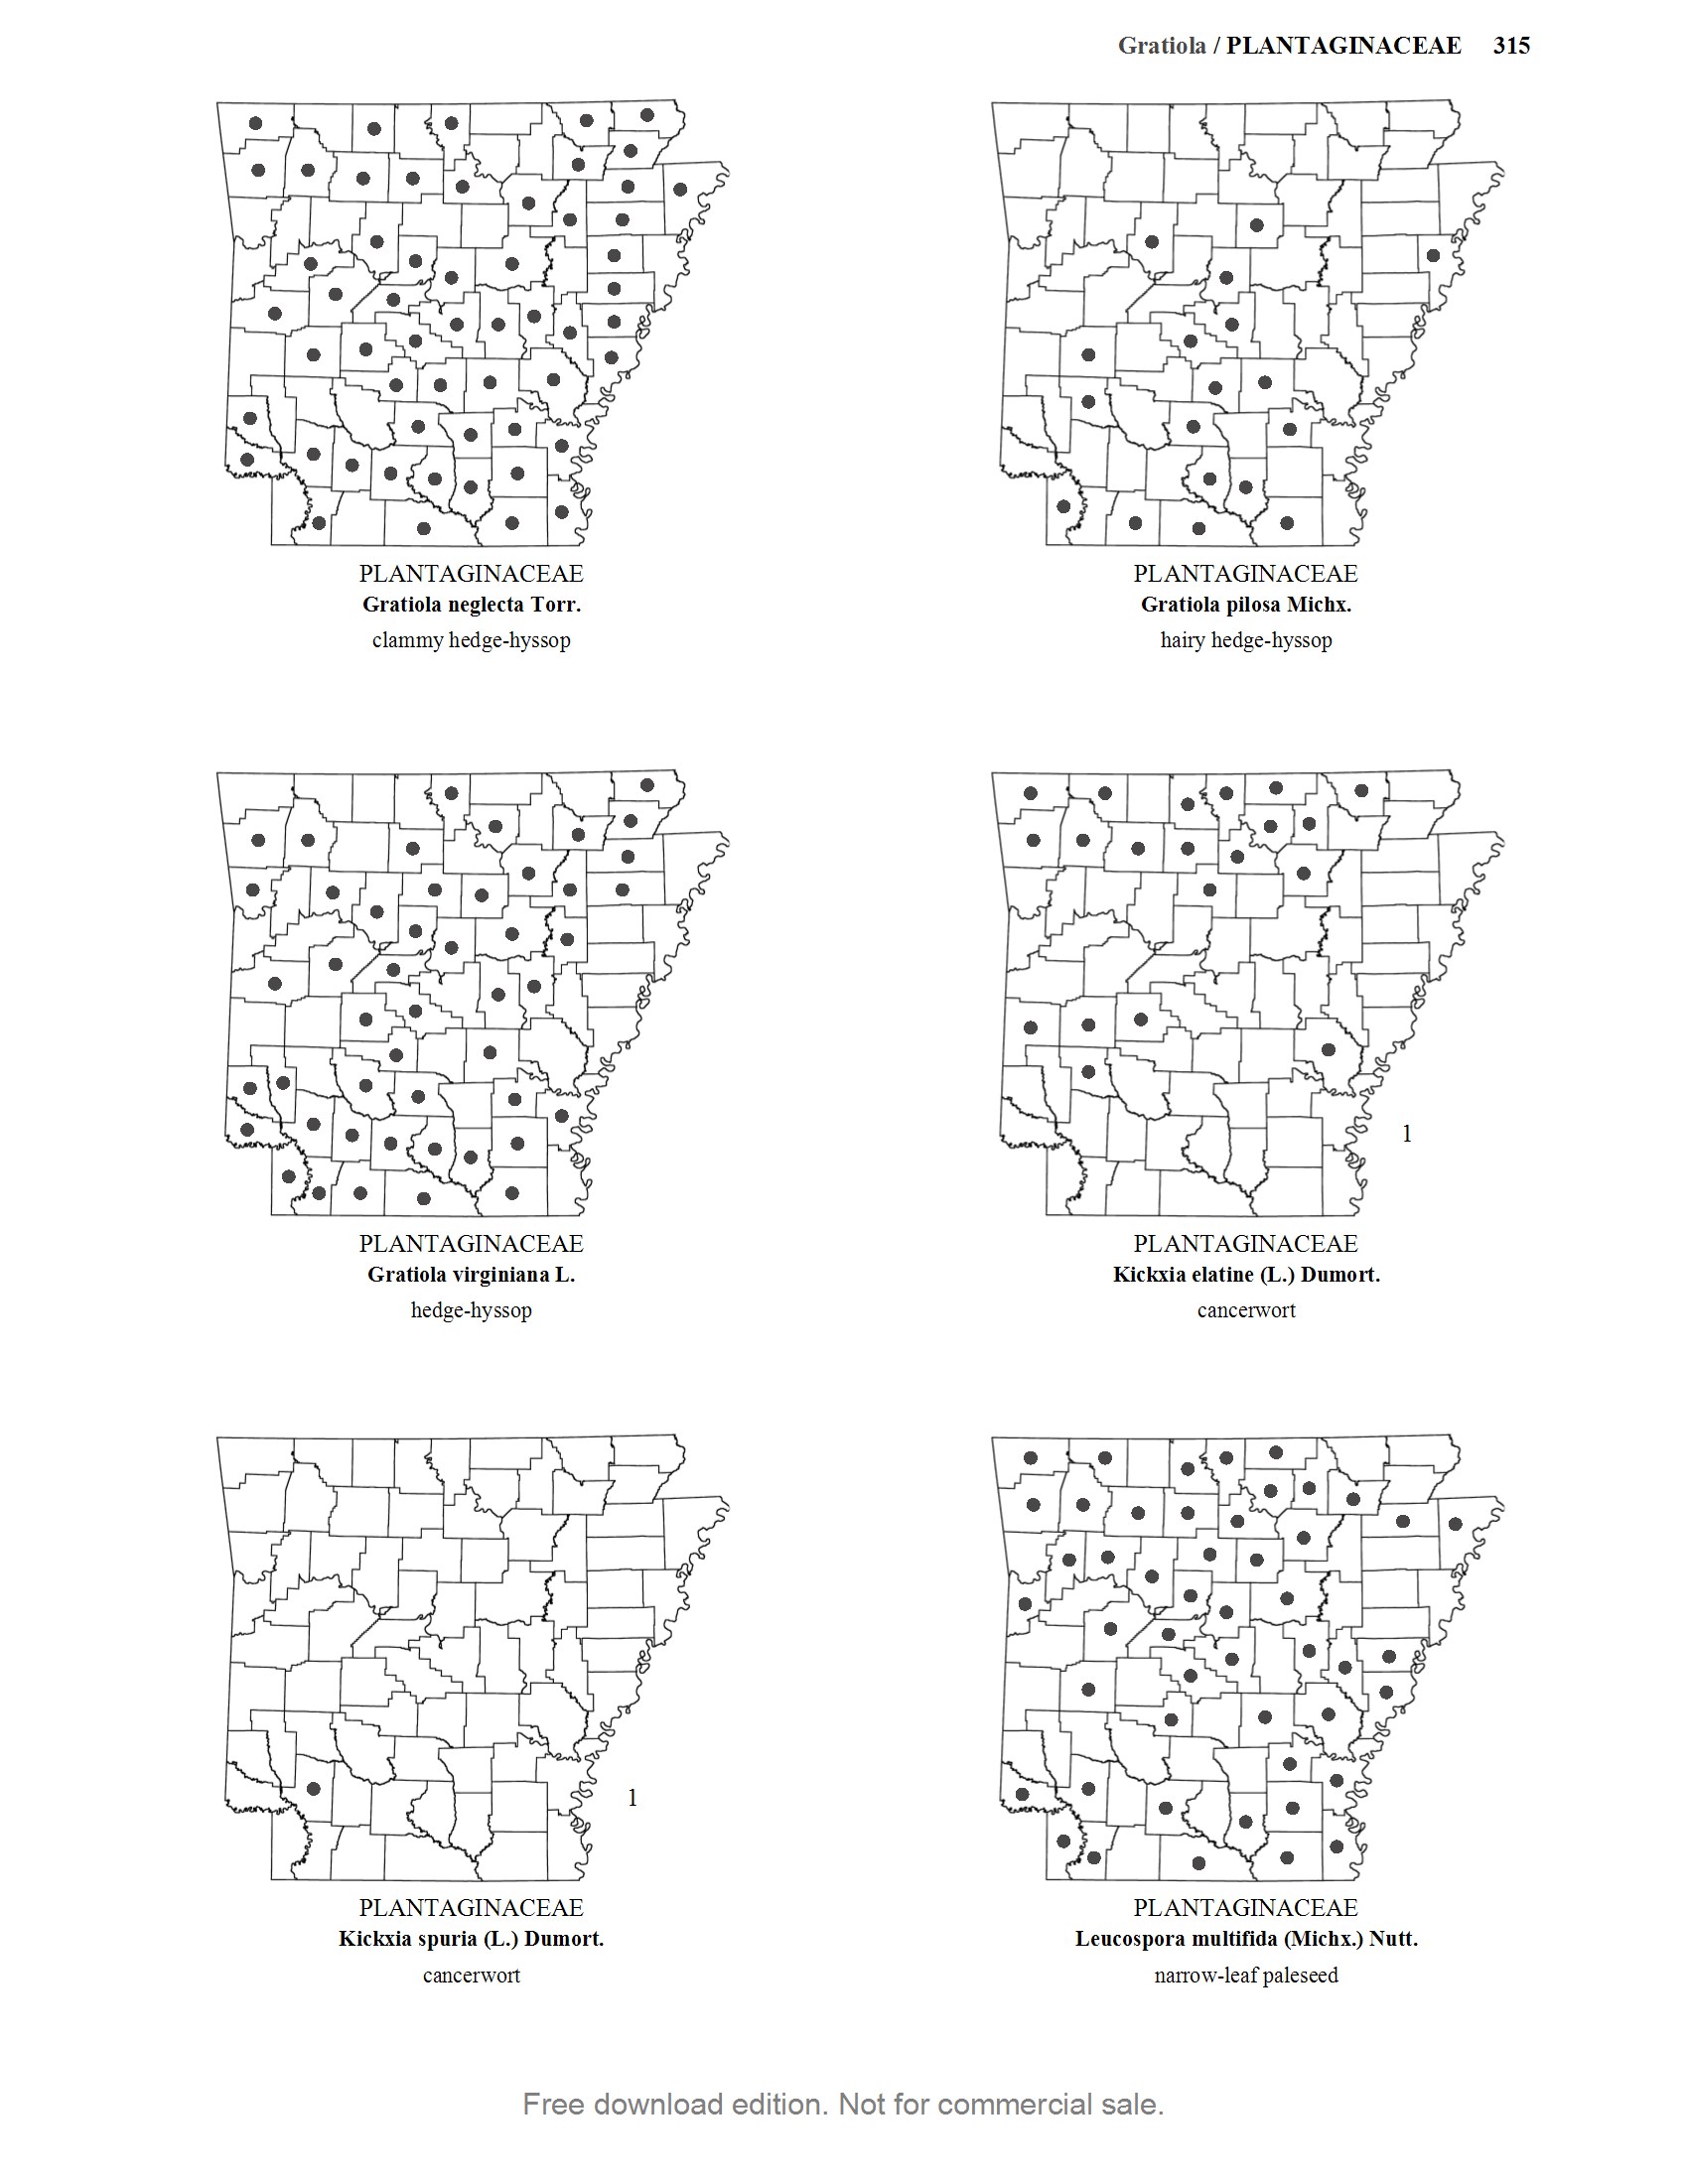 Gratiola / PLANTAGINACEAE 315
PLANTAGINACEAE
Gratiola neglecta Torr.
clammy hedge-hyssop
PLANTAGINACEAE
Gratiola pilosa Michx.
hairy hedge-hyssop
PLANTAGINACEAE
Gratiola virginiana L.
hedge-hyssop
1
PLANTAGINACEAE
Kickxia elatine (L.) Dumort.
cancerwort
1
PLANTAGINACEAE
Kickxia spuria (L.) Dumort.
cancerwort
PLANTAGINACEAE
Leucospora multifida (Michx.) Nutt.
narrow-leaf paleseed
Free download edition. Not for commercial sale.